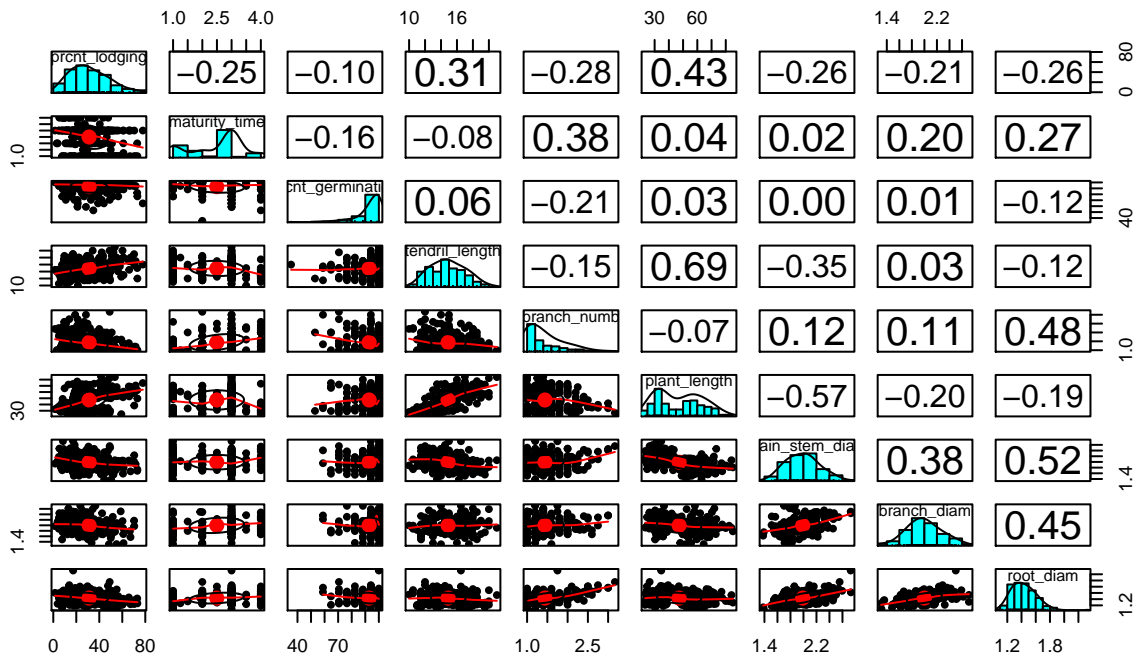 1.0 2.5 4.0 10 16 30 60 1.4 2.2
prcnt_lodging −0.25 −0.10 0.31 −0.28 0.43 −0.26 −0.21 −0.26 0 80
1.0 maturity_time −0.16 −0.08 0.38 0.04 0.02 0.20 0.27
cnt_germinati 0.06 −0.21 0.03 0.00 0.01 −0.12 40
10 tendril_length −0.15 0.69 −0.35 0.03 −0.12
branch_numb −0.07 0.12 0.11 0.48 1.0
30 plant_length −0.57 −0.20 −0.19
ain_stem_dia 0.38 0.52 1.4
1.4 branch_diam 0.45
root_diam 1.2
0 40 80 40 70 1.0 2.5 1.4 2.2 1.2 1.8